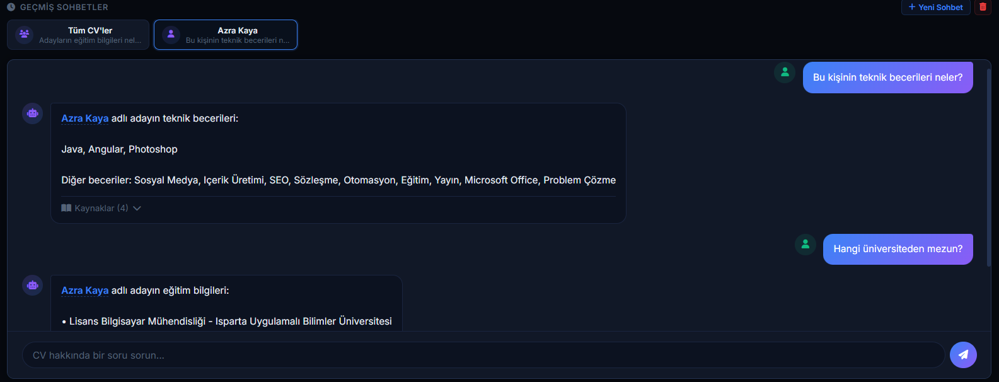 GEÇMİŞ SOHBETLER
+ Yeni Sohbet
Tüm CV'ler
Adayların eğitim bilgileri nel...
Azra Kaya
Bu kişinin teknik becerileri n...
Bu kişinin teknik becerileri neler?
Azra Kaya adlı adayın teknik becerileri:
Java, Angular, Photoshop
Diğer beceriler: Sosyal Medya, Içerik Üretimi, SEO, Sözleşme, Otomasyon, Eğitim, Yayın, Microsoft Office, Problem Çözme
Kaynaklar (4)
Hangi üniversiteden mezun?
Azra Kaya adlı adayın eğitim bilgileri:
• Lisans Bilgisayar Mühendisliği - Isparta Uygulamalı Bilimler Üniversitesi
CV hakkında bir soru sorun...